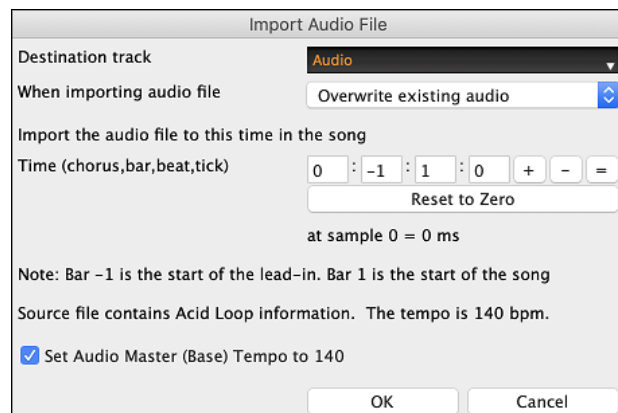 Import Audio File
Destination track Audio
When importing audio file Overwrite existing audio
Import the audio file to this time in the song
Time (chorus,bar,beat,tick) 0 : -1 : 1 : 0 + - =
Reset to Zero
at sample 0 = 0 ms
Note: Bar -1 is the start of the lead-in. Bar 1 is the start of the song
Source file contains Acid Loop information. The tempo is 140 bpm.
Set Audio Master (Base) Tempo to 140
OK Cancel